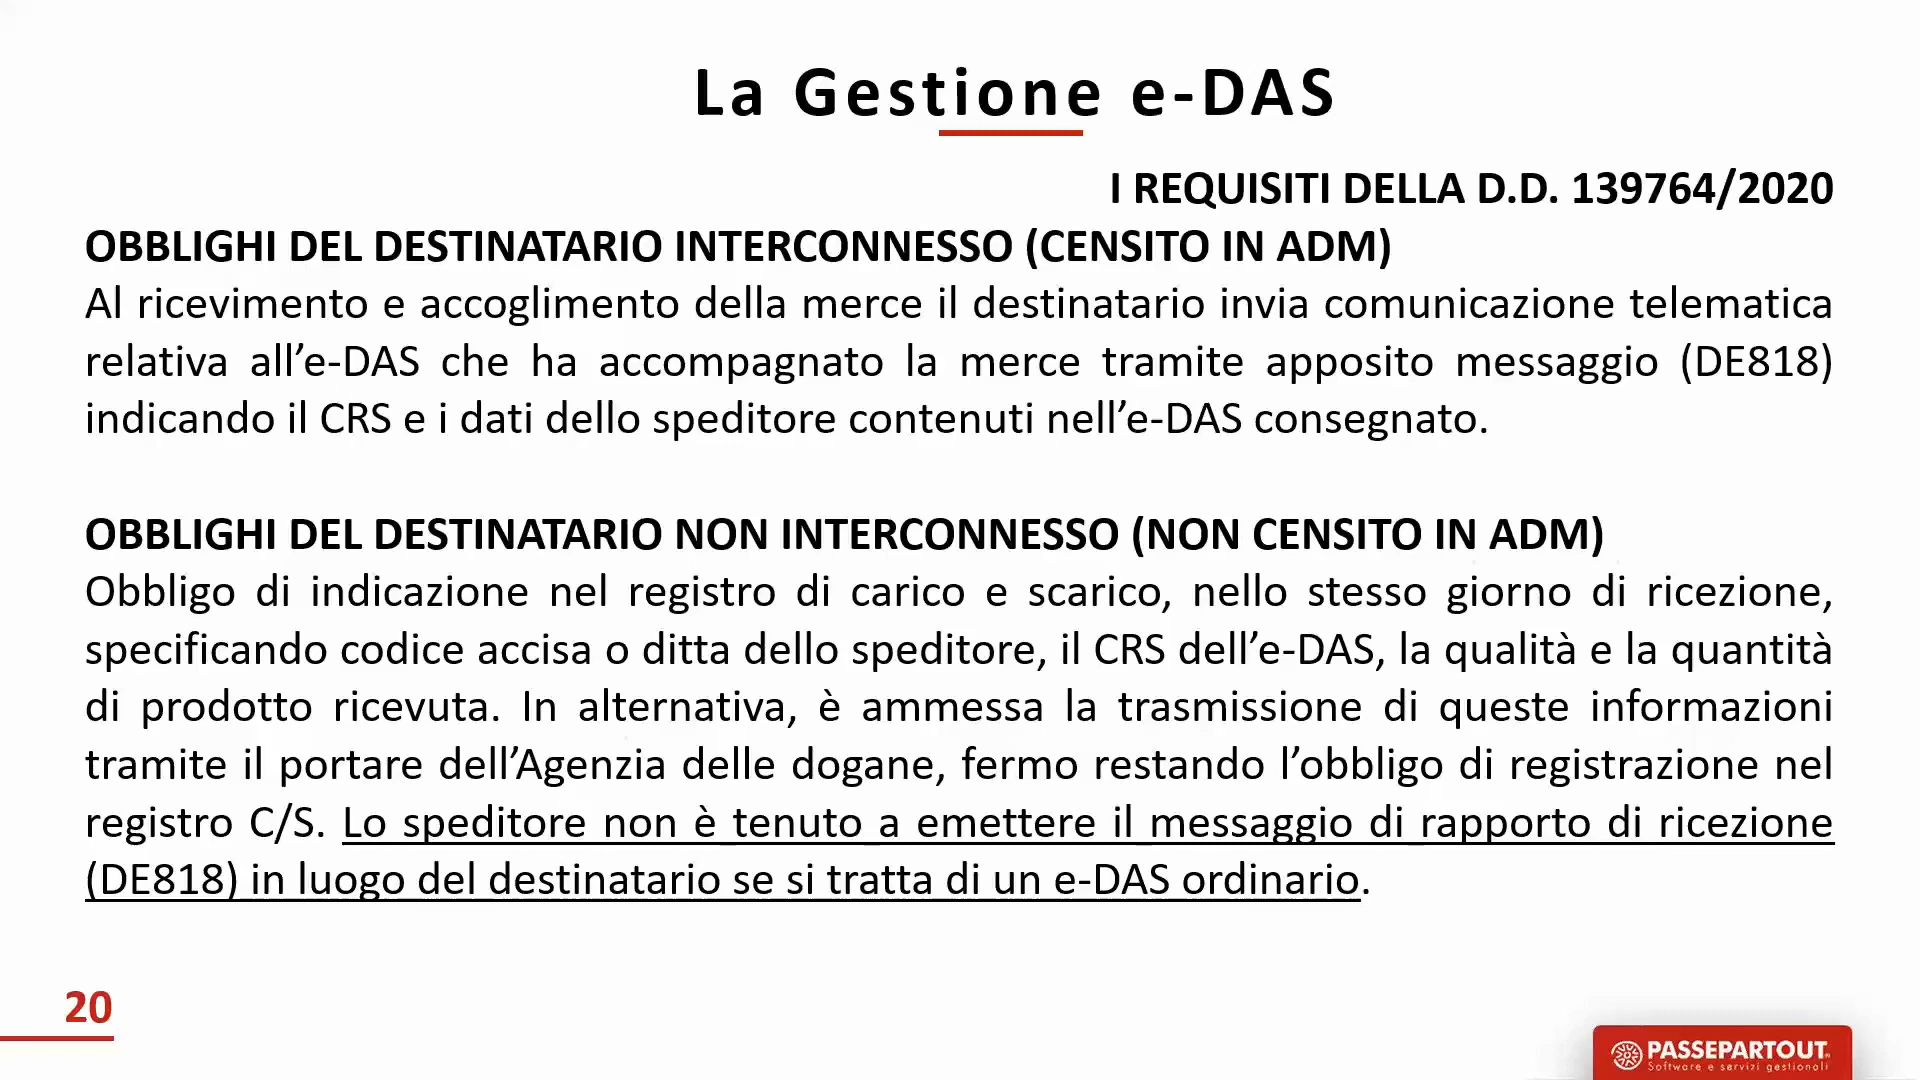 La Gestione e-DAS
I REQUISITI DELLA D.D. 139764/2020
OBBLIGHI DEL DESTINATARIO INTERCONNESSO (CENSITO IN ADM)
Al ricevimento e accoglimento della merce il destinatario invia comunicazione telematica
relativa all’e-DAS che ha accompagnato la merce tramite apposito messaggio (DE818)
indicando il CRS e i dati dello speditore contenuti nell’e-DAS consegnato.
OBBLIGHI DEL DESTINATARIO NON INTERCONNESSO (NON CENSITO IN ADM)
Obbligo di indicazione nel registro di carico e scarico, nello stesso giorno di ricezione,
specificando codice accisa o ditta dello speditore, il CRS dell’e-DAS, la qualità e la quantità
di prodotto ricevuta. In alternativa, è ammessa la trasmissione di queste informazioni
tramite il portare dell’Agenzia delle dogane, fermo restando l’obbligo di registrazione nel
registro C/S. Lo speditore non è tenuto a emettere il messaggio di rapporto di ricezione
(DE818) in luogo del destinatario se si tratta di un e-DAS ordinario.
20
PASSEPARTOUT
Software e servizi gestionali